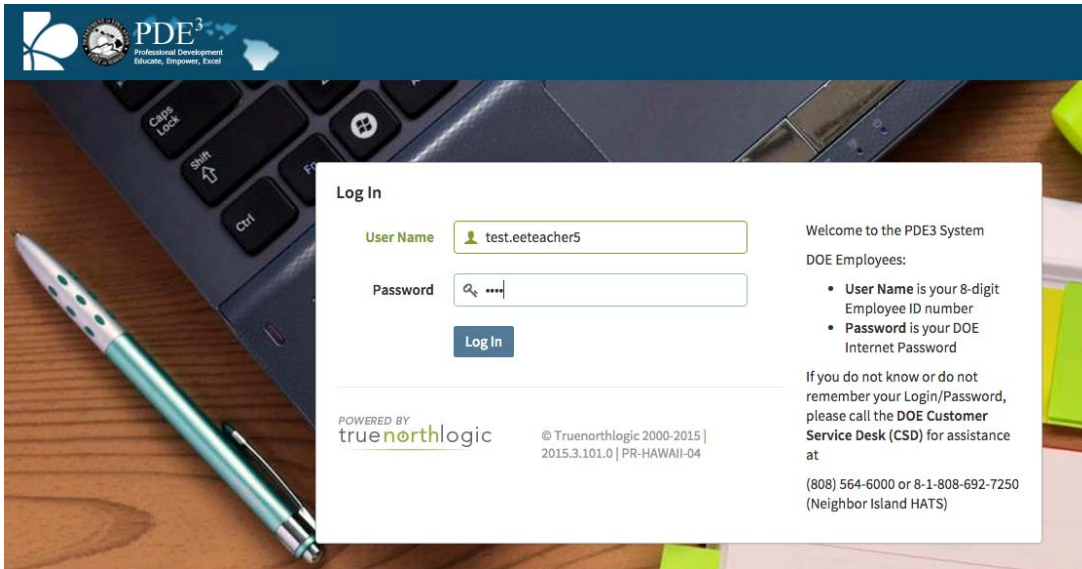 PDE3
Professional Development
Educate, Empower, Excel
Caps
Lock
Shift
Fn
Ctrl
Log In
User Name
test.eeteacher5
Password
••••
Log In
POWERED BY
truenorthlogic
© Truenorthlogic 2000-2015 |
2015.3.101.0 | PR-HAWAII-04
Welcome to the PDE3 System
DOE Employees:
• User Name is your 8-digit
Employee ID number
• Password is your DOE
Internet Password
If you do not know or do not
remember your Login/Password,
please call the DOE Customer
Service Desk (CSD) for assistance
at
(808) 564-6000 or 8-1-808-692-7250
(Neighbor Island HATS)